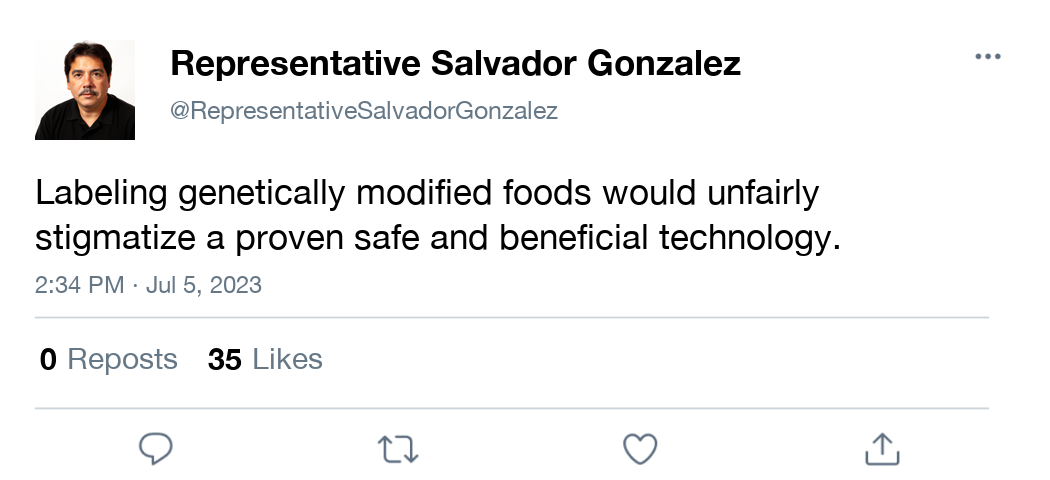 Representative Salvador Gonzalez
@RepresentativeSalvadorGonzalez
Labeling genetically modified foods would unfairly
stigmatize a proven safe and beneficial technology.
2:34 PM · Jul 5, 2023
0 Reposts 35 Likes